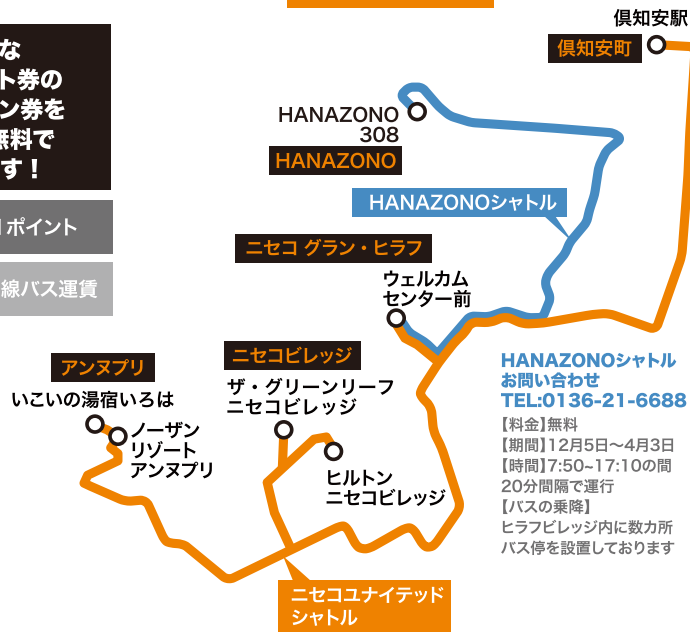 倶知安駅
倶知安町
な
ト券の
ン券を
無料で
す！
ポイント
線バス運賃
HANAZONO
308
HANAZONO
HANAZONOシャトル
ニセコ グラン・ヒラフ
ウェルカム
センター前
ニセコビレッジ
ザ・グリーンリーフ
ニセコビレッジ
アンヌプリ
いこいの湯宿いろは
ノーザン
リゾート
アンヌプリ
ヒルトン
ニセコビレッジ
ニセコユナイテッド
シャトル
HANAZONOシャトル
お問い合わせ
TEL:0136-21-6688
【料金】無料
【期間】12月5日〜4月3日
【時間】7:50~17:10の間
20分間隔で運行
【バスの乗降】
ヒラフビレッジ内に数カ所
バス停を設置しております